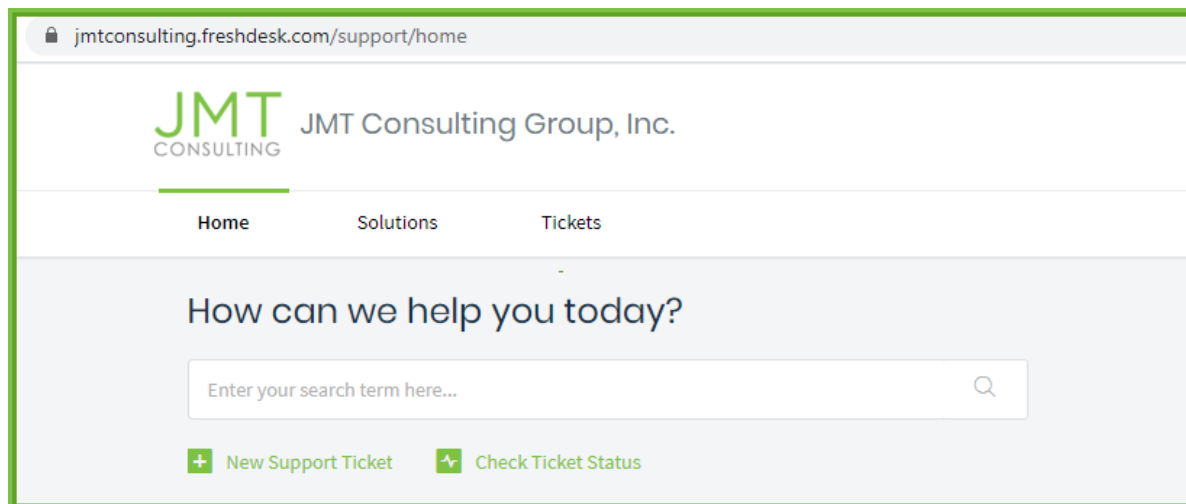 jmtconsulting.freshdesk.com/support/home
JMT
CONSULTING
JMT Consulting Group, Inc.
Home Solutions Tickets
-
How can we help you today?
Enter your search term here...
New Support Ticket Check Ticket Status